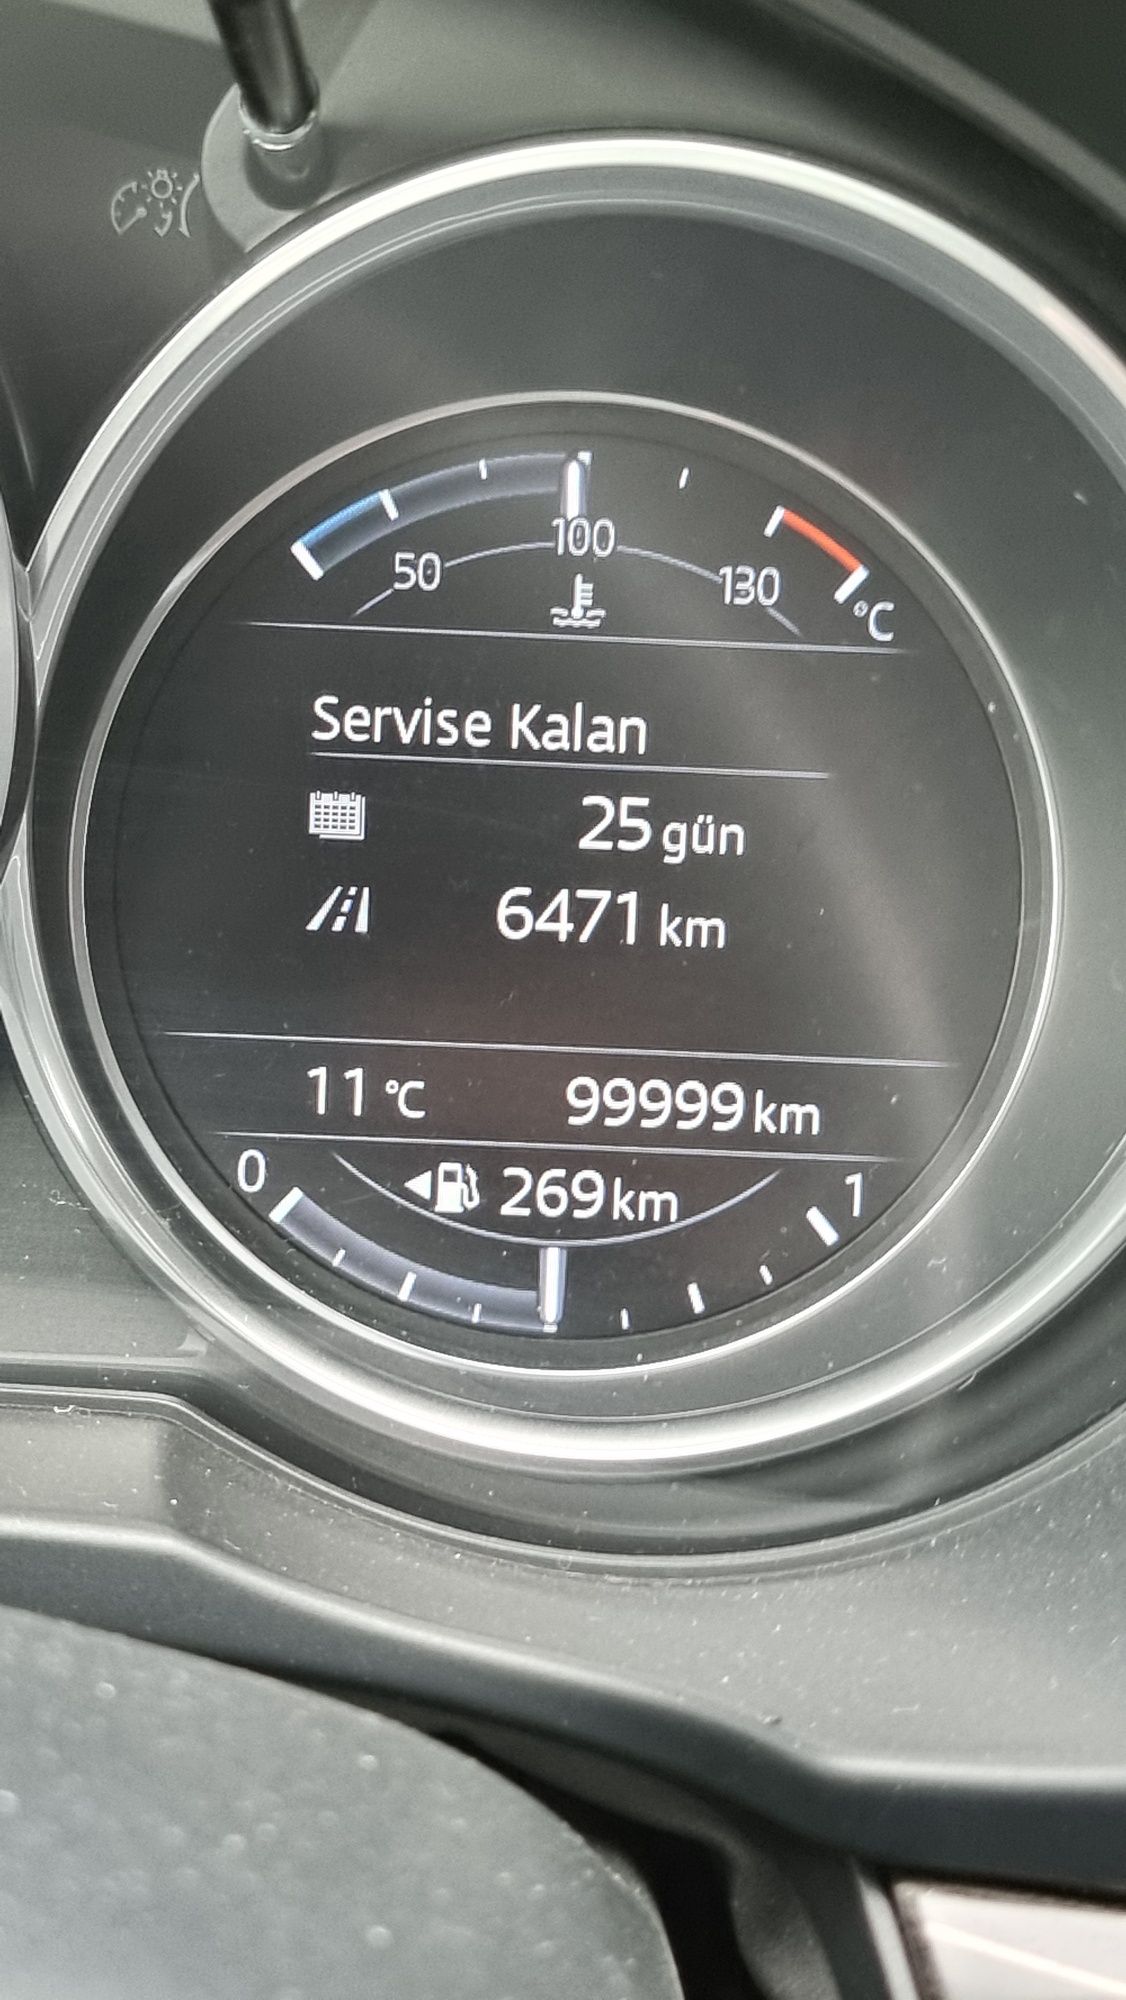 50 100 130 °C
Servise Kalan
25 gün
6471 km
11 °C 99999 km
0 269 km 1